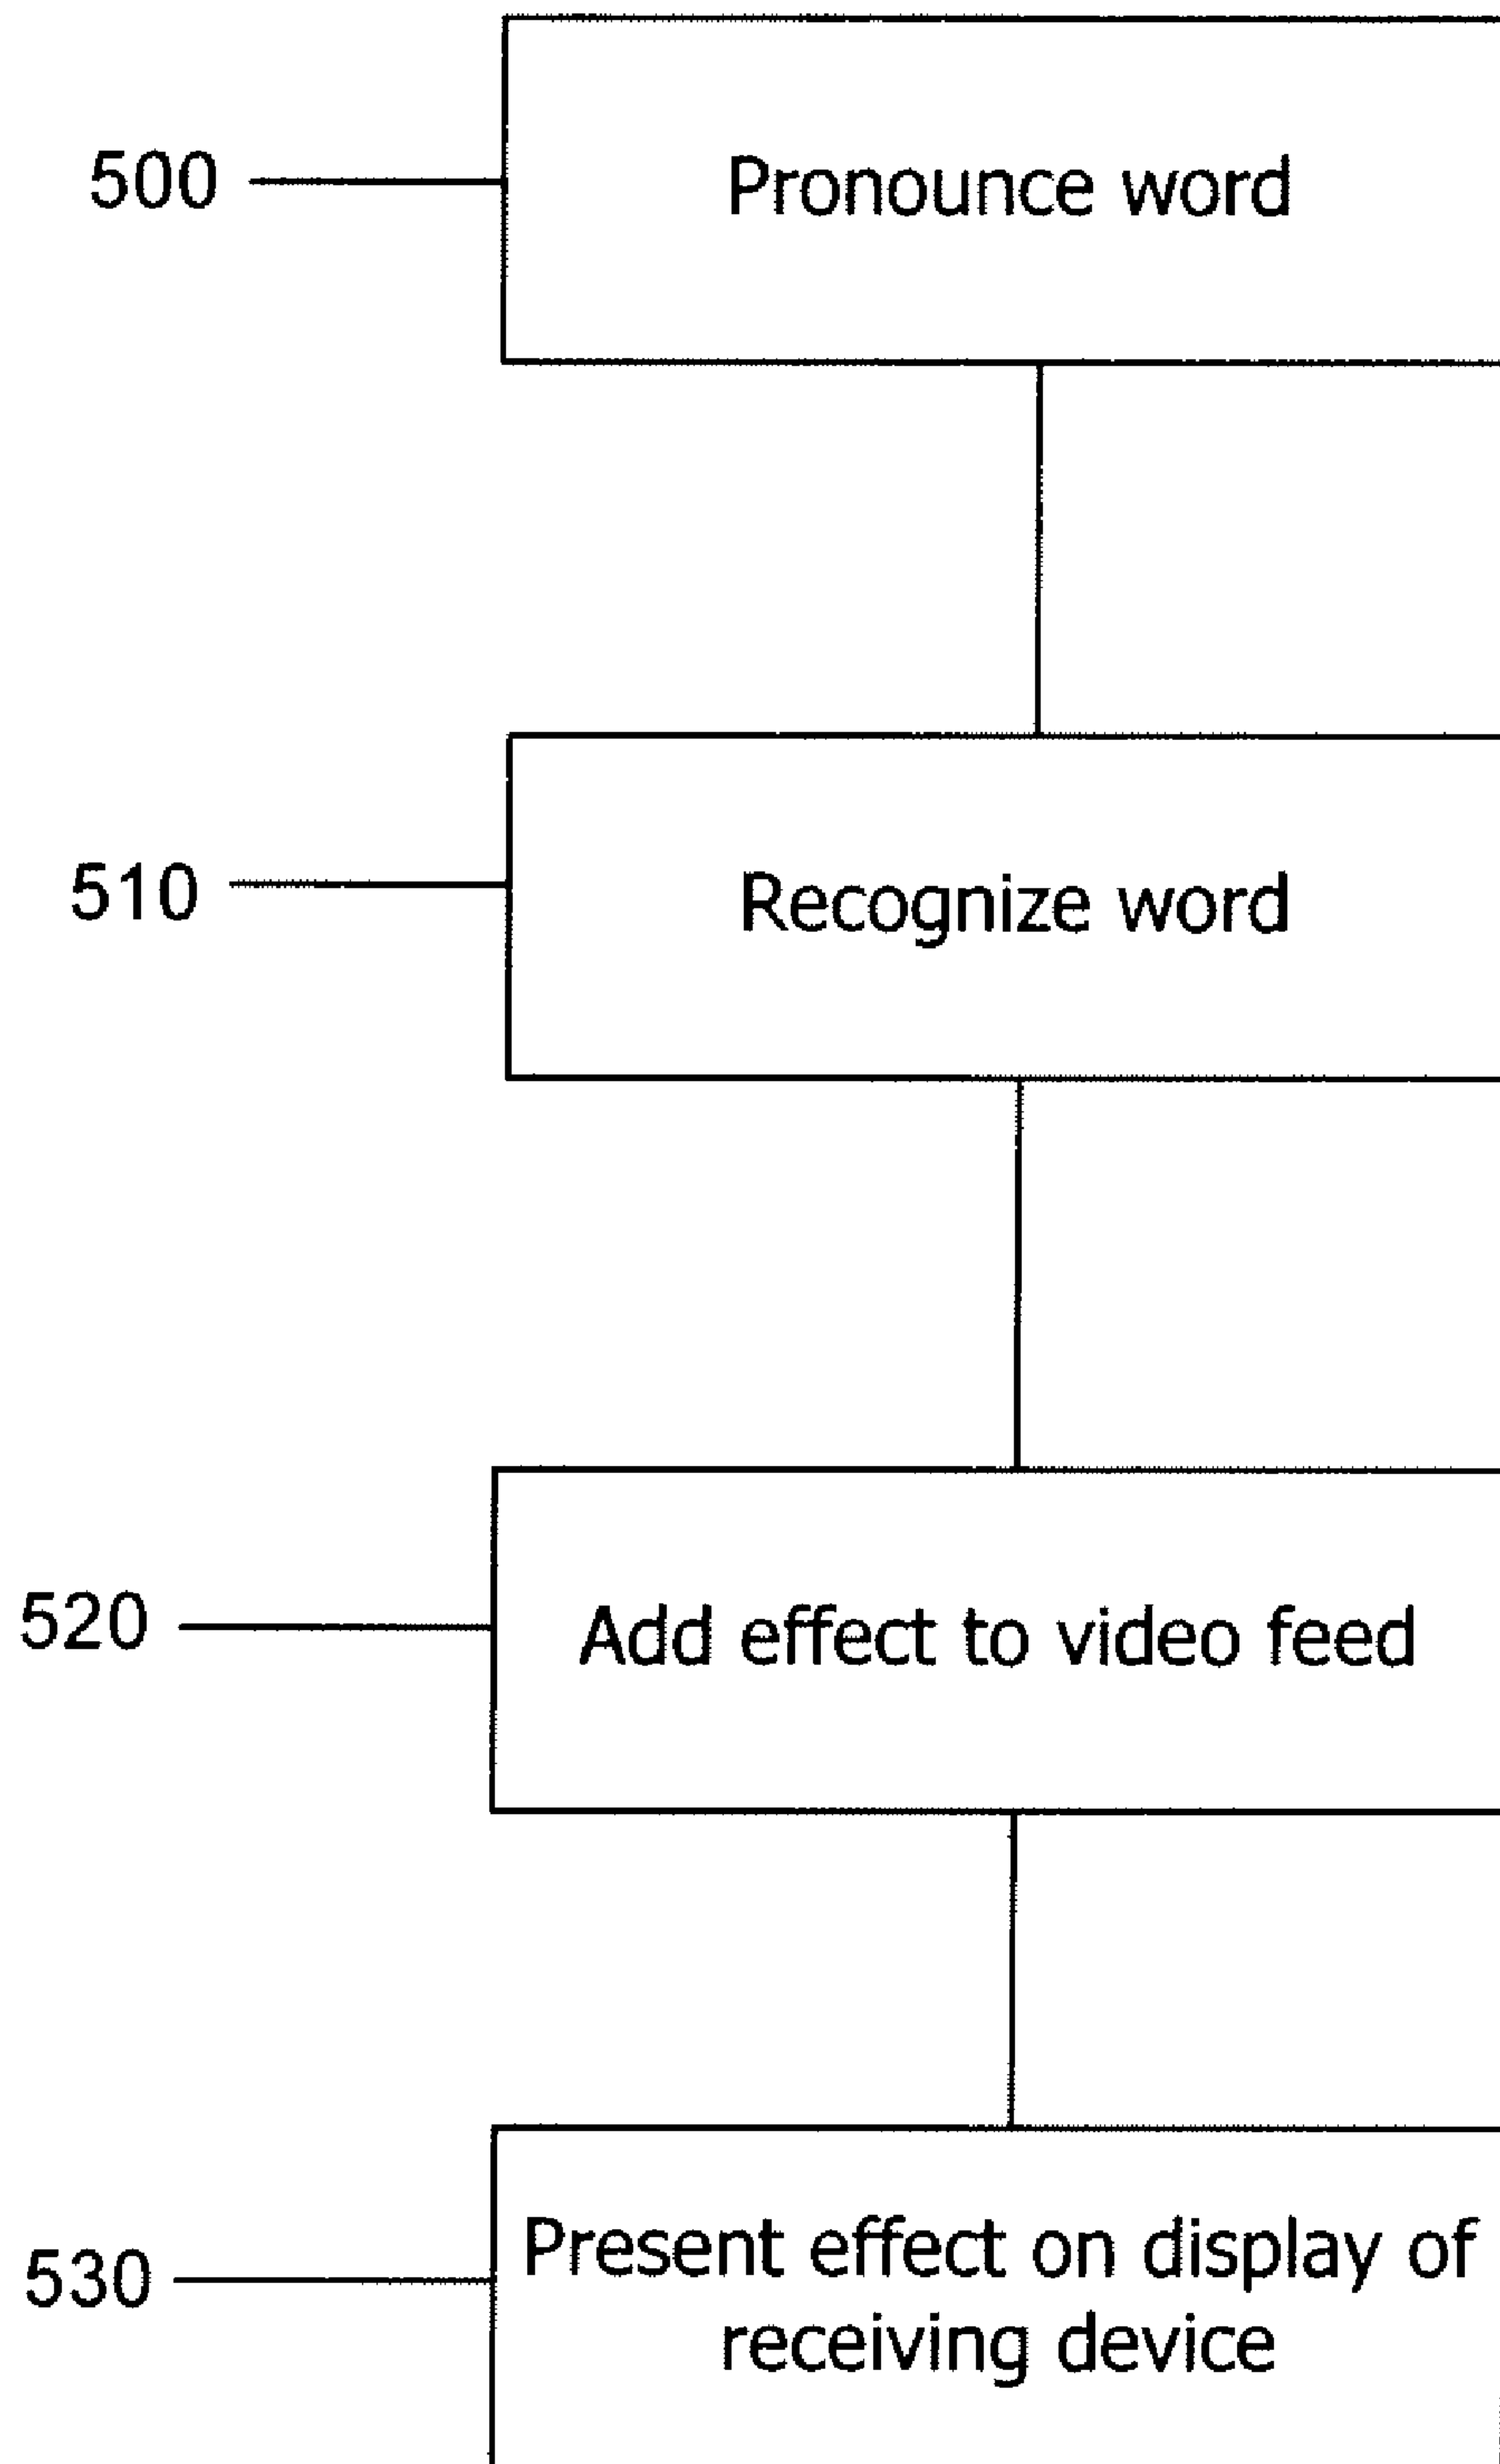 500
Pronounce word
510
Recognize word
520
Add effect to video feed
530
Present effect on display of
receiving device